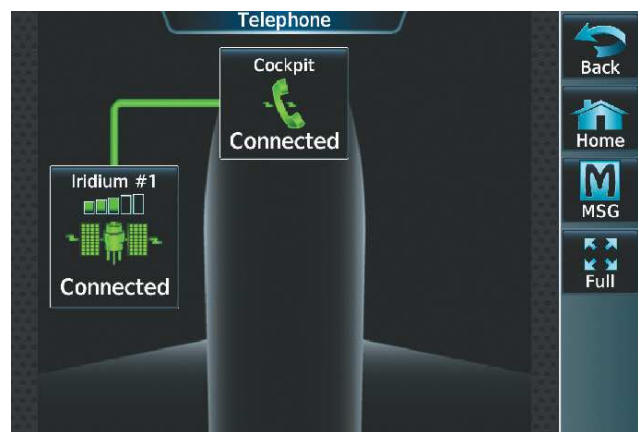 Telephone
Cockpit
Connected
Iridium #1
Connected
Back
Home
MSG
Full